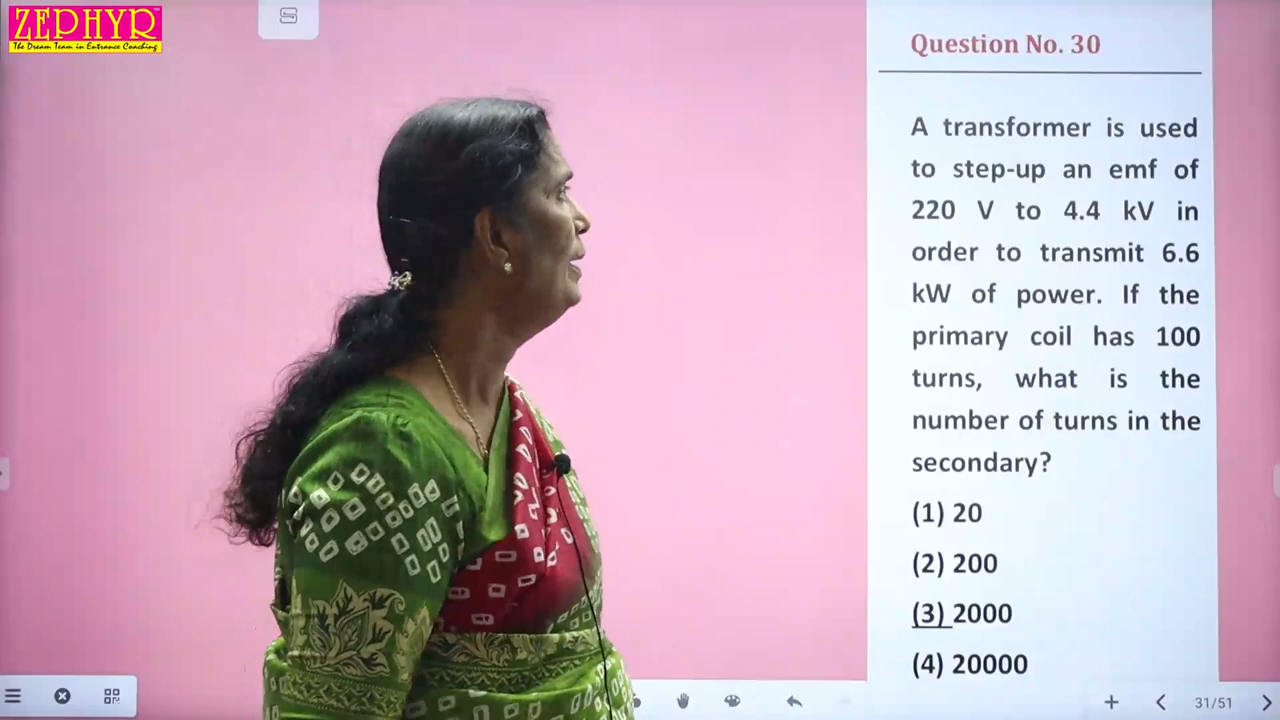 ZEPHYR™
The Dream Team in Entrance Coaching
Question No. 30
A transformer is used
to step-up an emf of
220 V to 4.4 kV in
order to transmit 6.6
kW of power. If the
primary coil has 100
turns, what is the
number of turns in the
secondary?
(1) 20
(2) 200
(3) 2000
(4) 20000
31/51